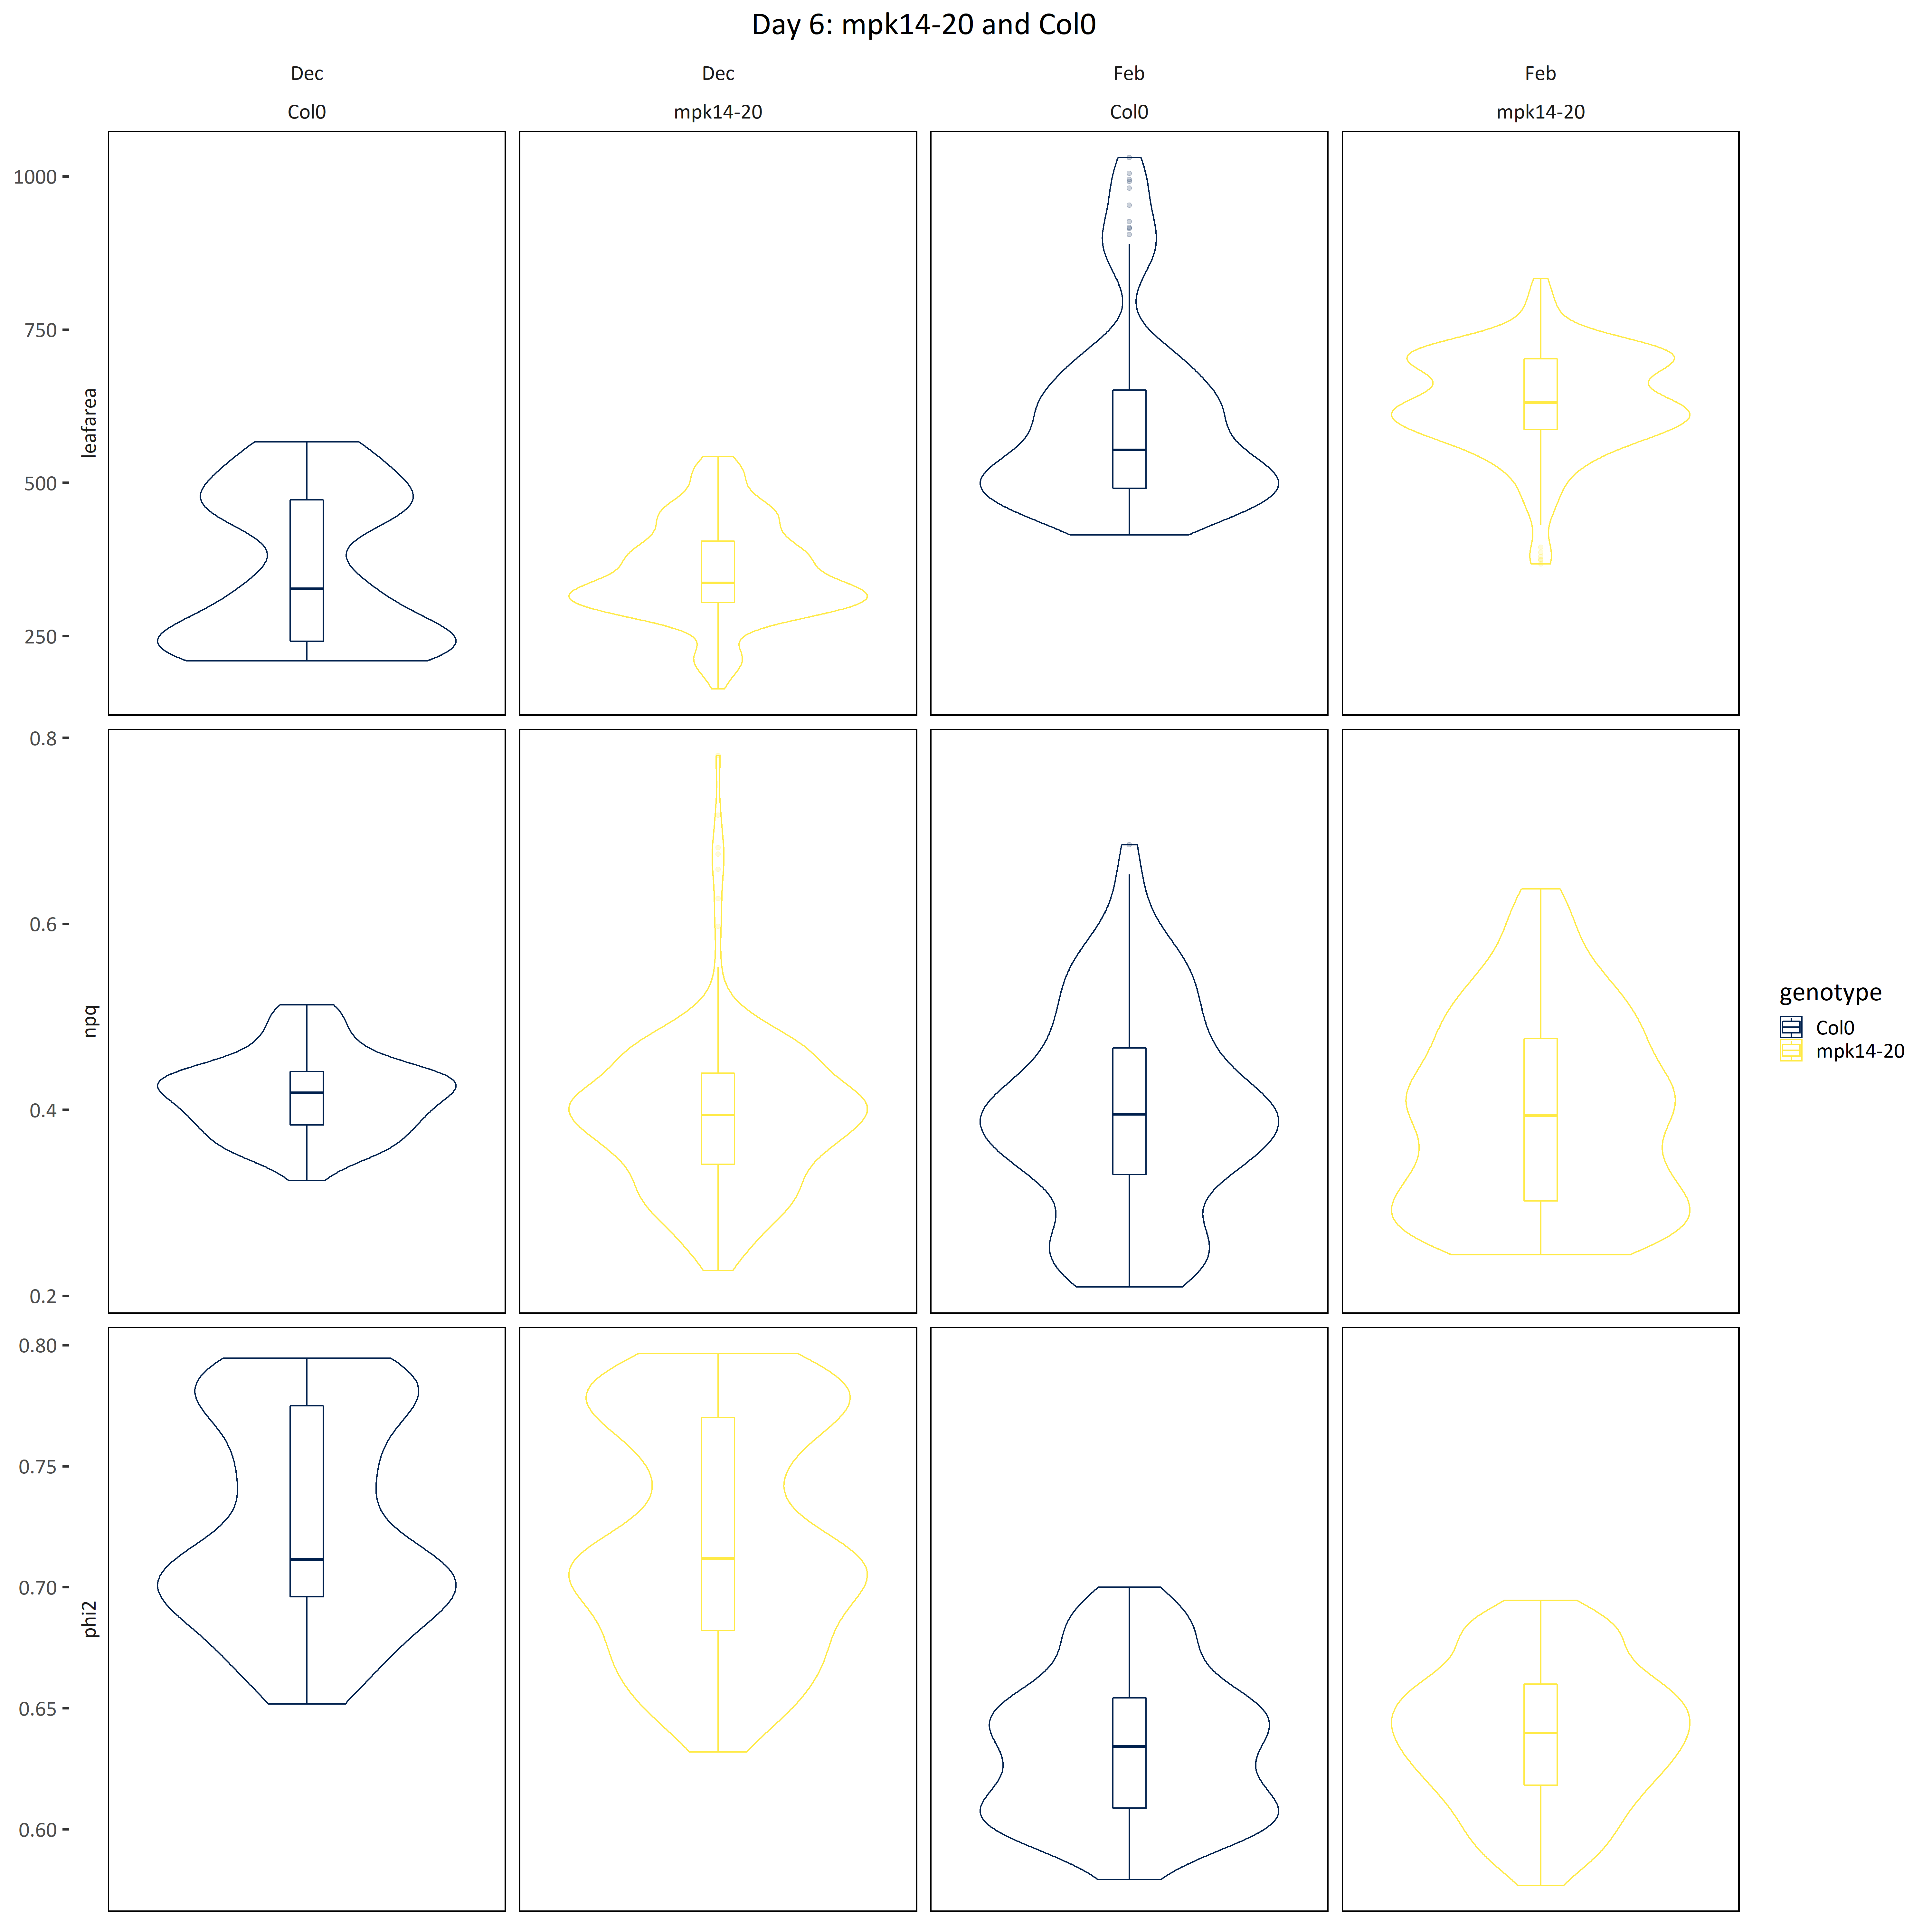 Day 6: mpk14-20 and Col0
Dec Dec Feb Feb
Col0 mpk14-20 Col0 mpk14-20
leafarea
1000
750
500
250
npq
0.8
0.6
0.4
0.2
phi2
0.80
0.75
0.70
0.65
0.60
genotype
Col0
mpk14-20